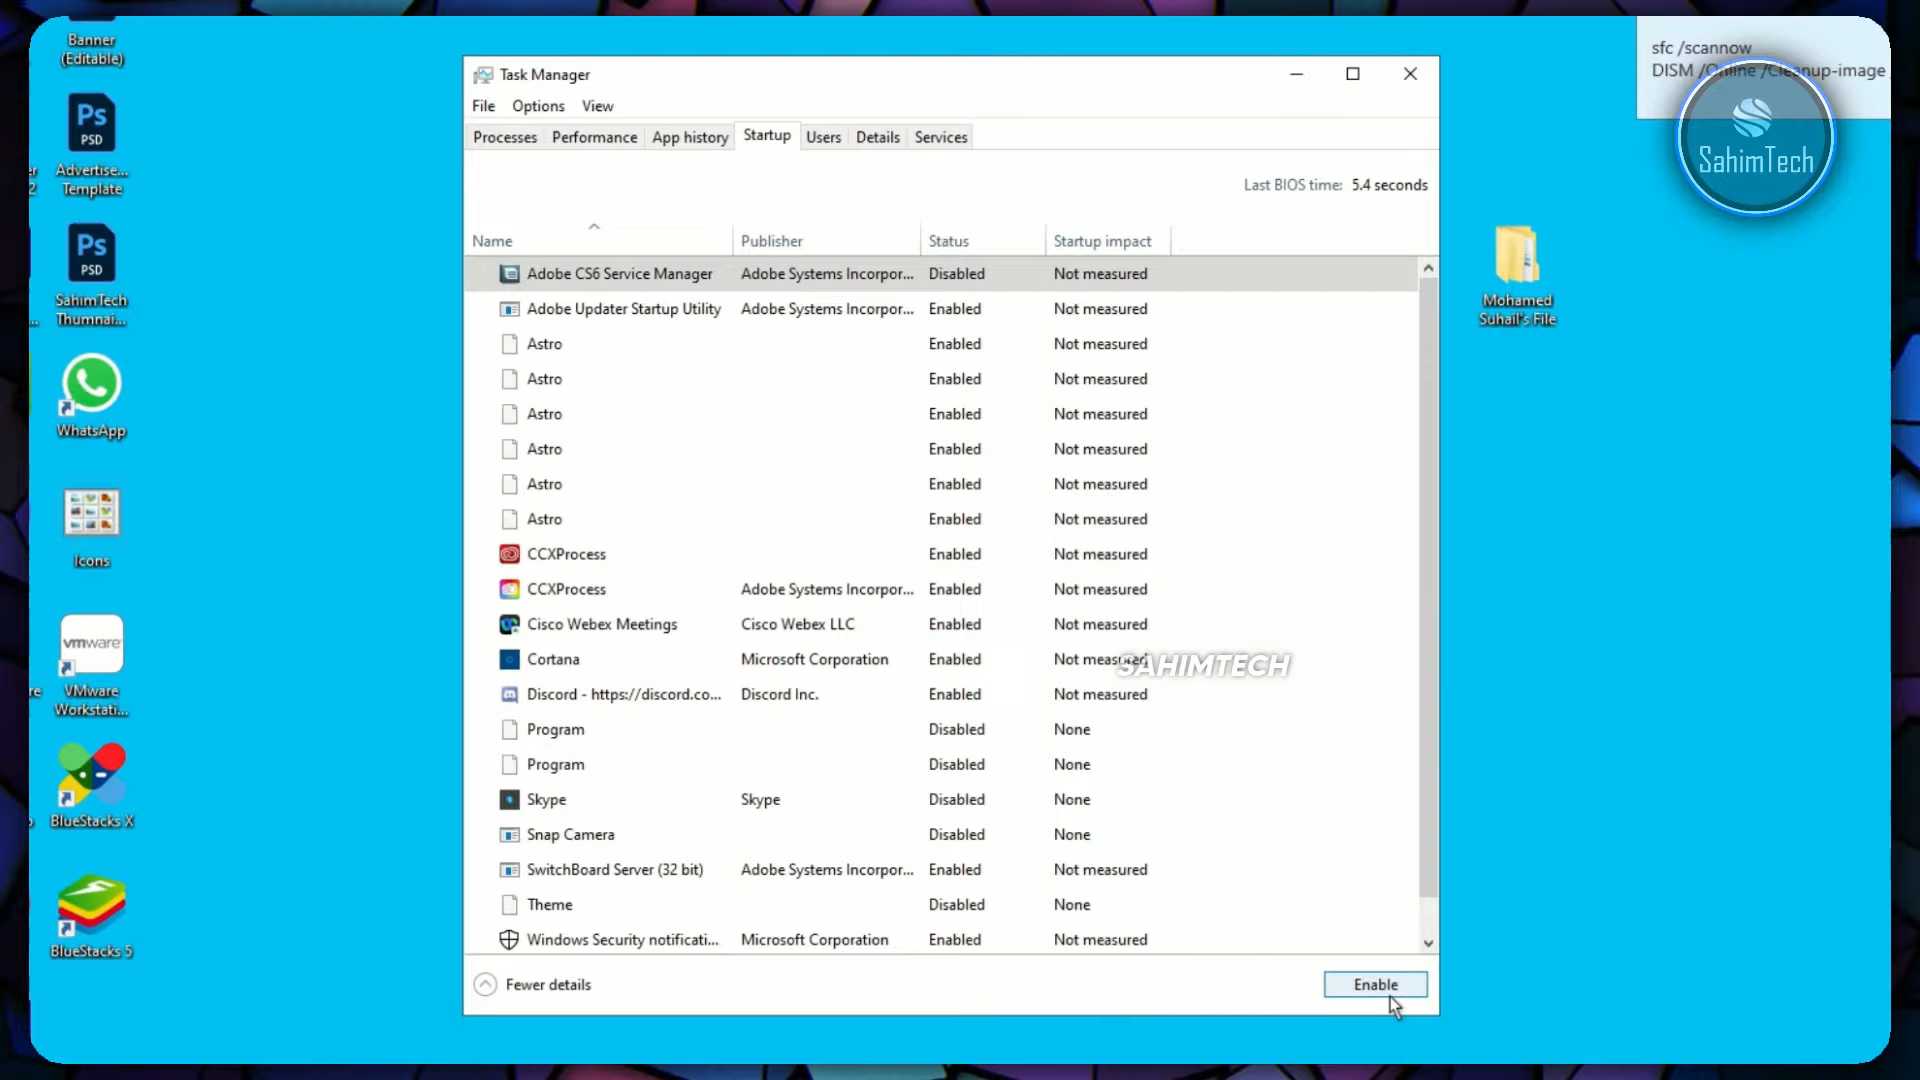 Banner
(Editable)
Ps
PSD
Advertise...
Template
Ps
PSD
SahimTech
Thumnai...
WhatsApp
Icons
vmware
VMware
Workstati...
BlueStacks X
BlueStacks 5
Task Manager
File Options View
Processes Performance App history Startup Users Details Services
Last BIOS time: 5.4 seconds
Name Publisher Status Startup impact
Adobe CS6 Service Manager Adobe Systems Incorpor... Disabled Not measured
Adobe Updater Startup Utility Adobe Systems Incorpor... Enabled Not measured
Astro Enabled Not measured
Astro Enabled Not measured
Astro Enabled Not measured
Astro Enabled Not measured
Astro Enabled Not measured
Astro Enabled Not measured
CCXProcess Enabled Not measured
CCXProcess Adobe Systems Incorpor... Enabled Not measured
Cisco Webex Meetings Cisco Webex LLC Enabled Not measured
Cortana Microsoft Corporation Enabled Not measured
Discord - https://discord.co... Discord Inc. Enabled Not measured
Program Disabled None
Program Disabled None
Skype Skype Disabled None
Snap Camera Disabled None
SwitchBoard Server (32 bit) Adobe Systems Incorpor... Enabled Not measured
Theme Disabled None
Windows Security notificati... Microsoft Corporation Enabled Not measured
Fewer details
Enable
SAHIMTECH
sfc /scannow
DISM /Online /Cleanup-image
SahimTech
Mohamed
Suhail's File